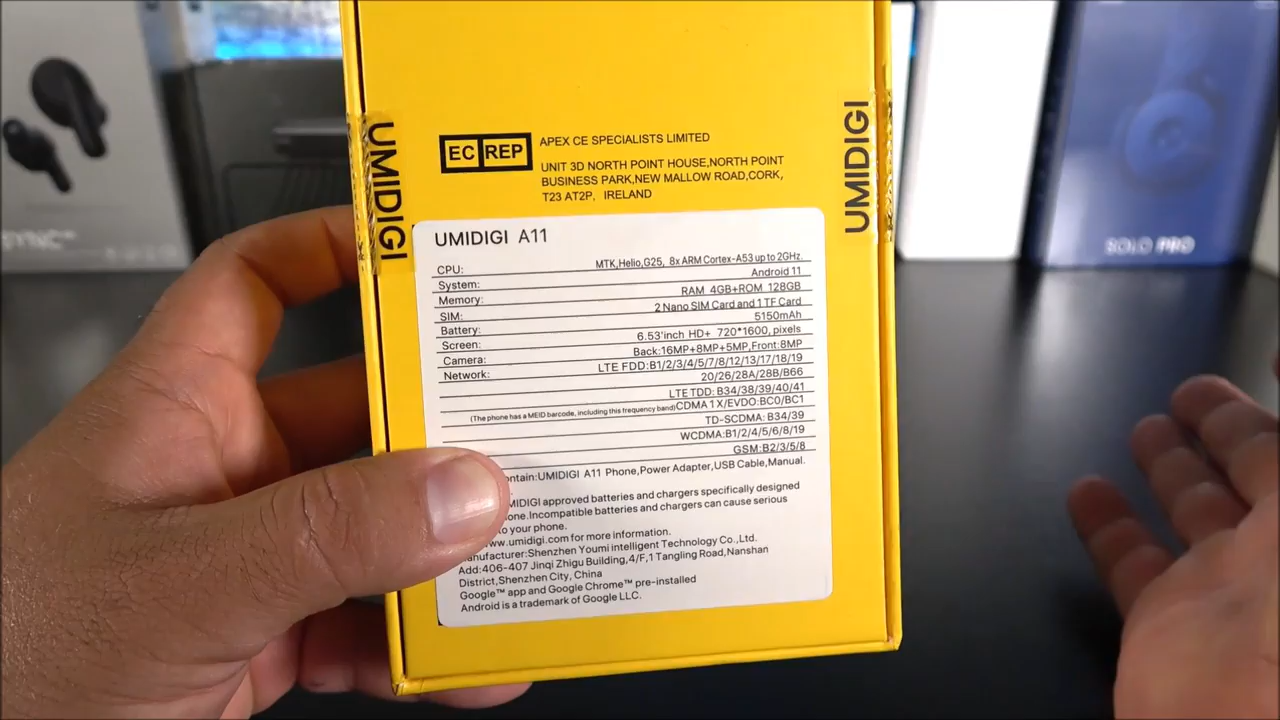 EC REP
APEX CE SPECIALISTS LIMITED
UNIT 3D NORTH POINT HOUSE,NORTH POINT
BUSINESS PARK,NEW MALLOW ROAD,CORK,
T23 AT2P, IRELAND
UMIDIGI
UMIDIGI
UMIDIGI A11
CPU: MTK,Helio,G25, 8x ARM Cortex-A53 up to 2GHz.
System: Android 11
Memory: RAM 4GB+ROM 128GB
SIM: 2 Nano SIM Card and 1 TF Card
Battery: 5150mAh
Screen: 6.53'inch HD+ 720*1600, pixels
Camera: Back:16MP+8MP+5MP,Front:8MP
Network: LTE FDD:B1/2/3/4/5/7/8/12/13/17/18/19
20/26/28A/28B/B66
LTE TDD: B34/38/39/40/41
(The phone has a MEID barcode, including this frequency band)CDMA 1X/EVDO:BC0/BC1
TD-SCDMA: B34/39
WCDMA:B1/2/4/5/6/8/19
GSM:B2/3/5/8
ontain:UMIDIGI A11 Phone,Power Adapter,USB Cable,Manual.
MIDIGI approved batteries and chargers specifically designed
one.Incompatible batteries and chargers can cause serious
to your phone.
www.umidigi.com for more information.
anufacturer:Shenzhen Youmi intelligent Technology Co.,Ltd.
Add:406-407 Jinqi Zhigu Building,4/F,1 Tangling Road,Nanshan
District,Shenzhen City, China
Google™ app and Google Chrome™ pre-installed
Android is a trademark of Google LLC.
SOLO PRO